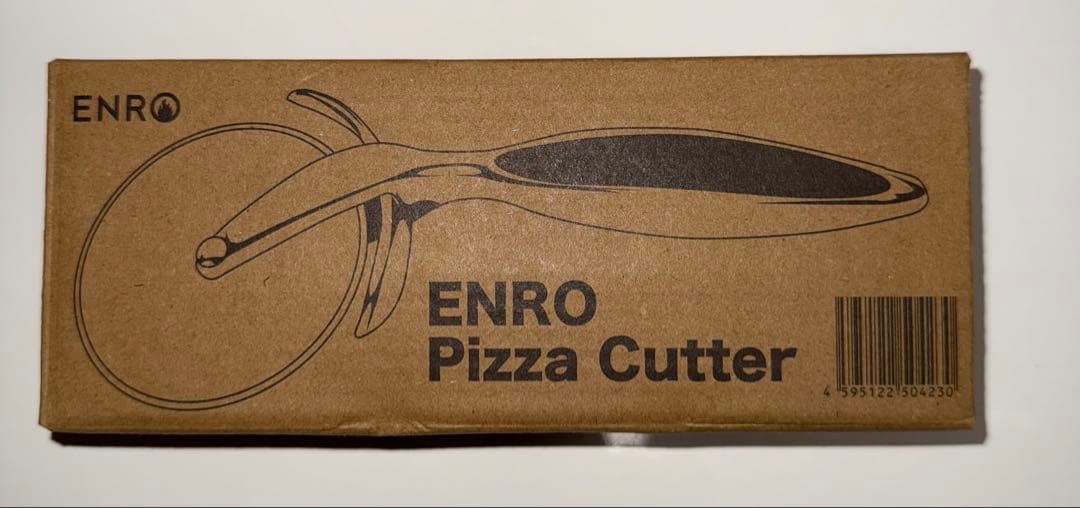 ENRO
ENRO
Pizza Cutter
4 595122 504230